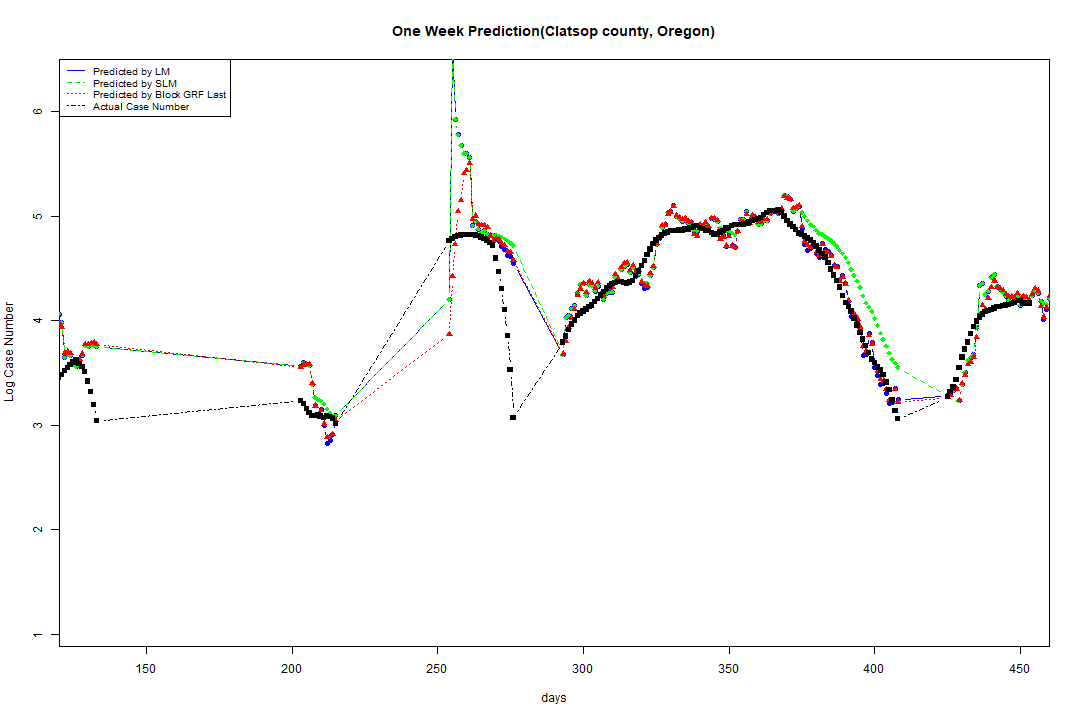 One Week Prediction(Clatsop county, Oregon)
Predicted by LM
Predicted by SLM
Predicted by Block GRF Last
Actual Case Number
6
5
4
3
2
1
Log Case Number
150 200 250 300 350 400 450
days